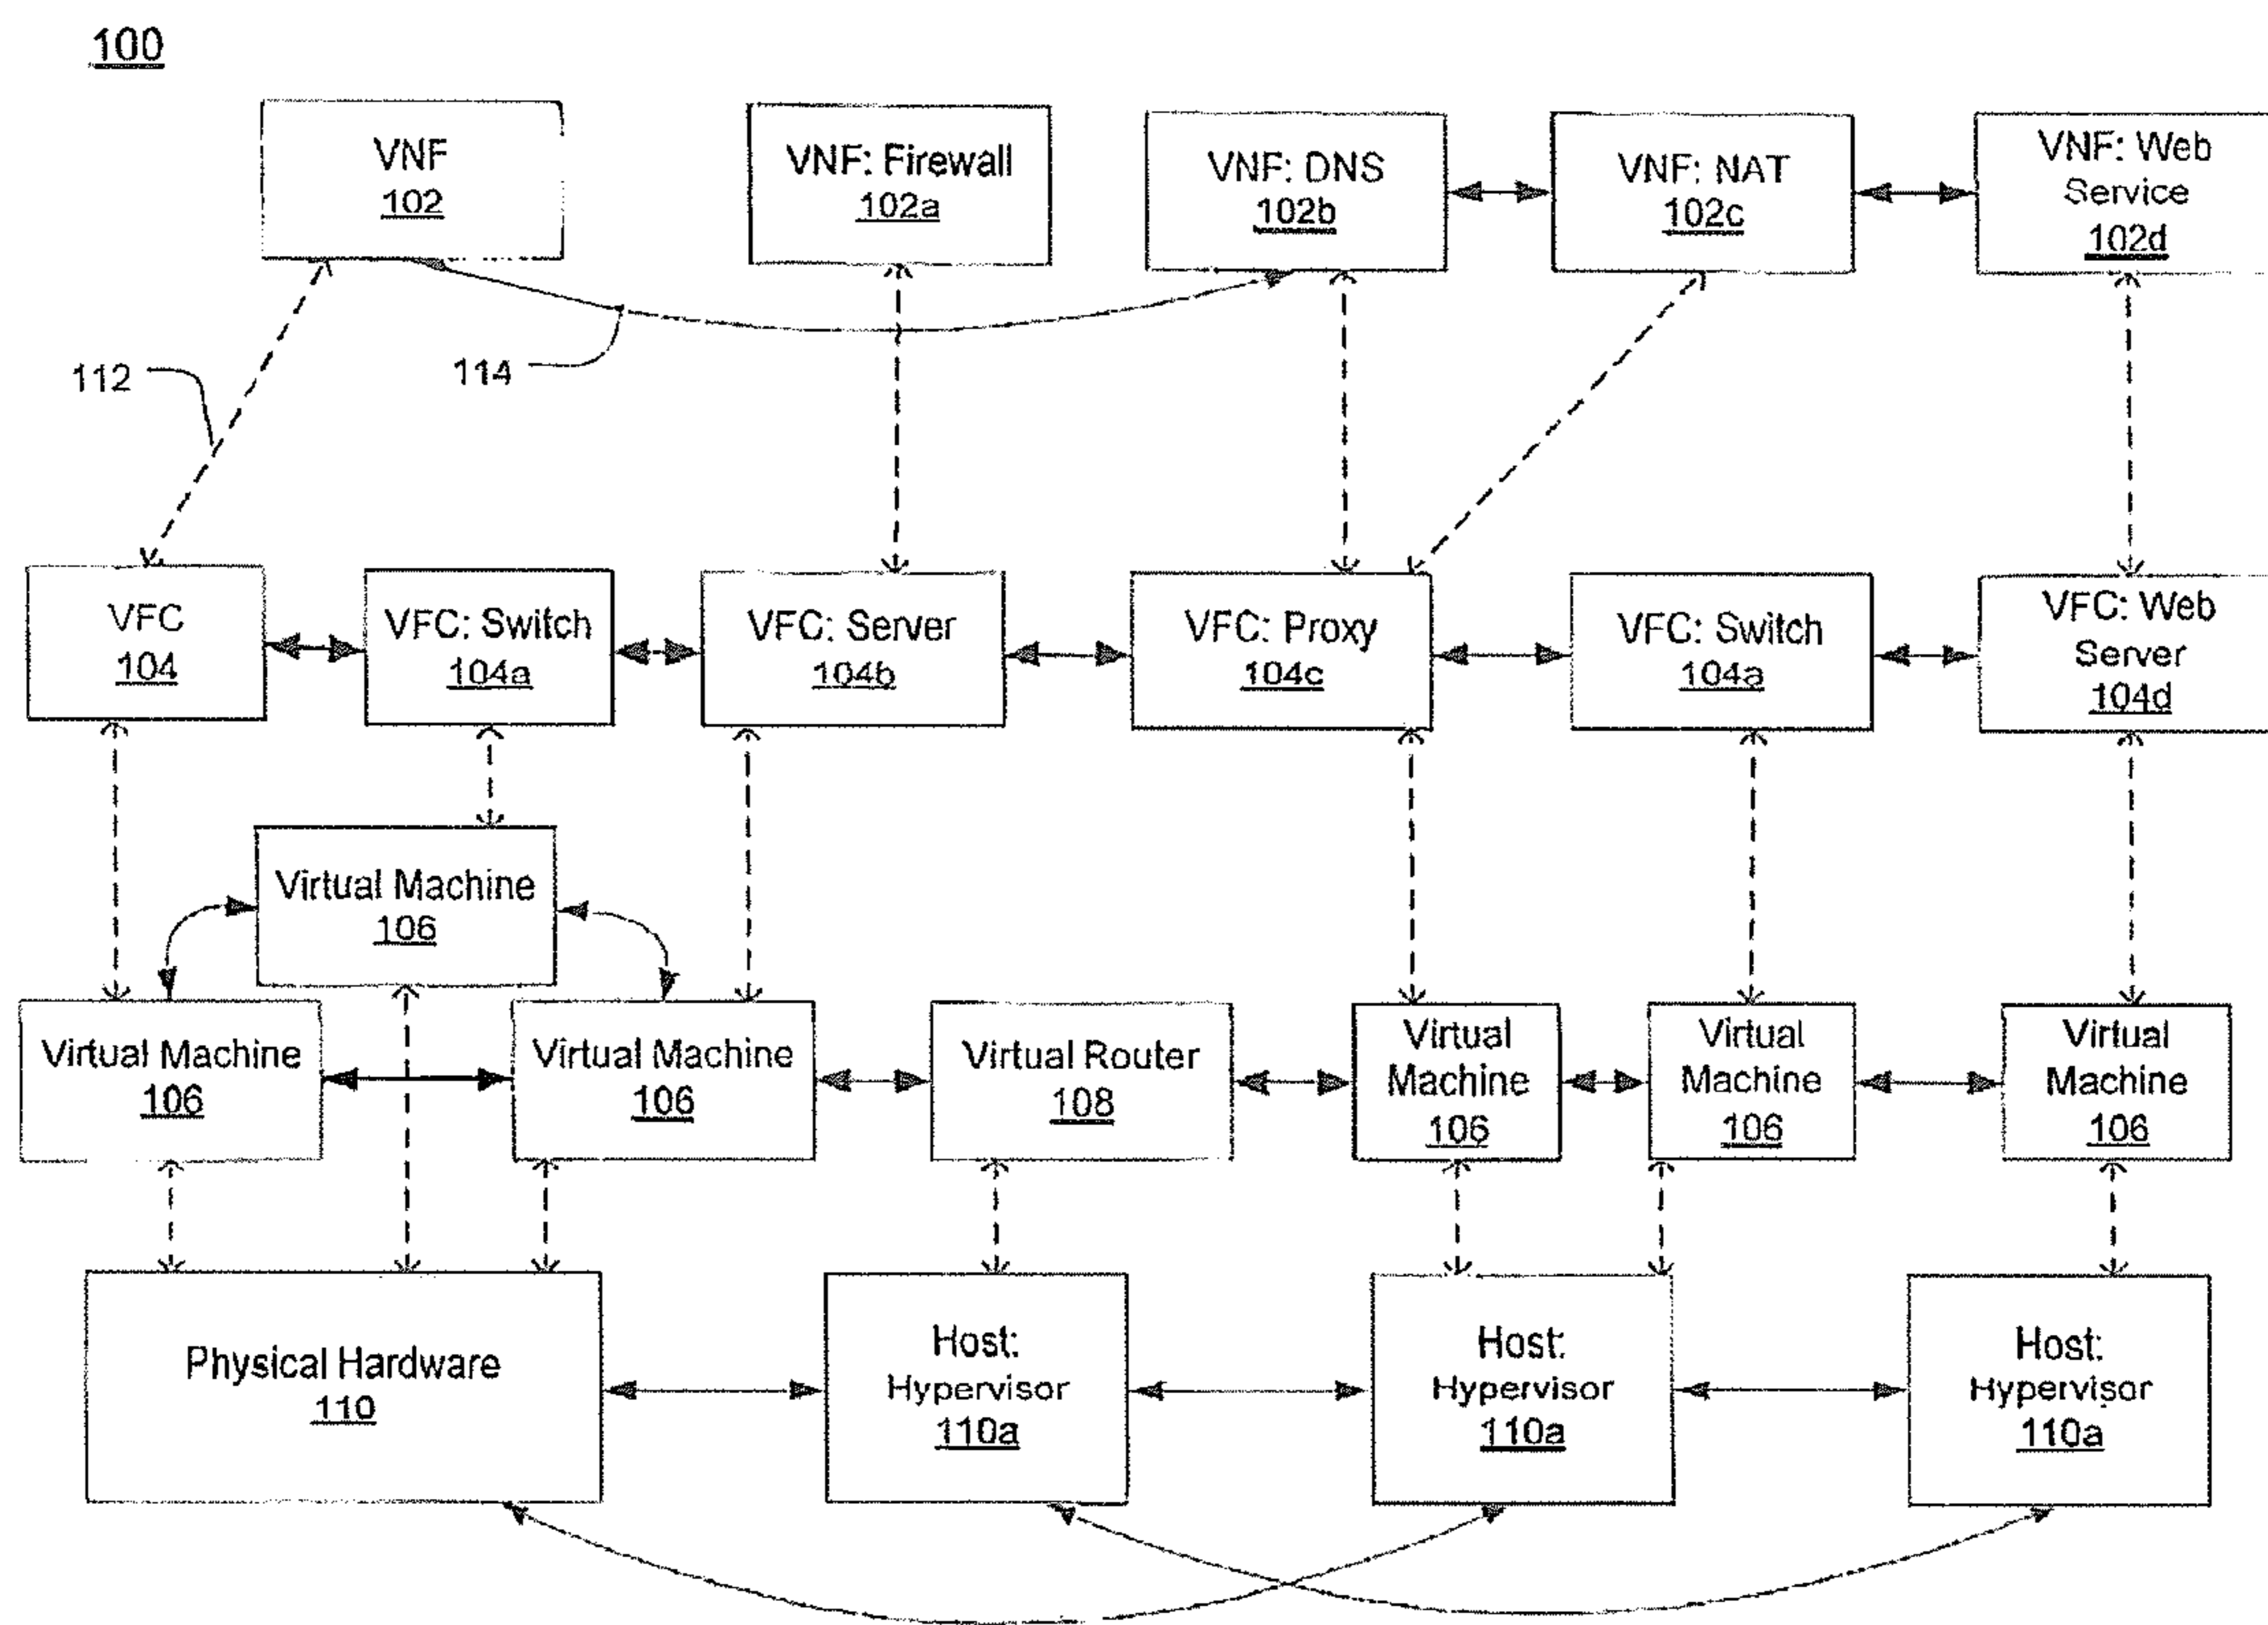 100
VNF
102
VNF: Firewall
102a
VNF: DNS
102b
VNF: NAT
102c
VNF: Web
Service
102d
112
114
VFC
104
VFC: Switch
104a
VFC: Server
104b
VFC: Proxy
104c
VFC: Switch
104a
VFC: Web
Server
104d
Virtual Machine
106
Virtual Machine
106
Virtual Machine
106
Virtual Router
108
Virtual
Machine
106
Virtual
Machine
106
Virtual
Machine
106
Physical Hardware
110
Host:
Hypervisor
110a
Host:
Hypervisor
110a
Host:
Hypervisor
110a